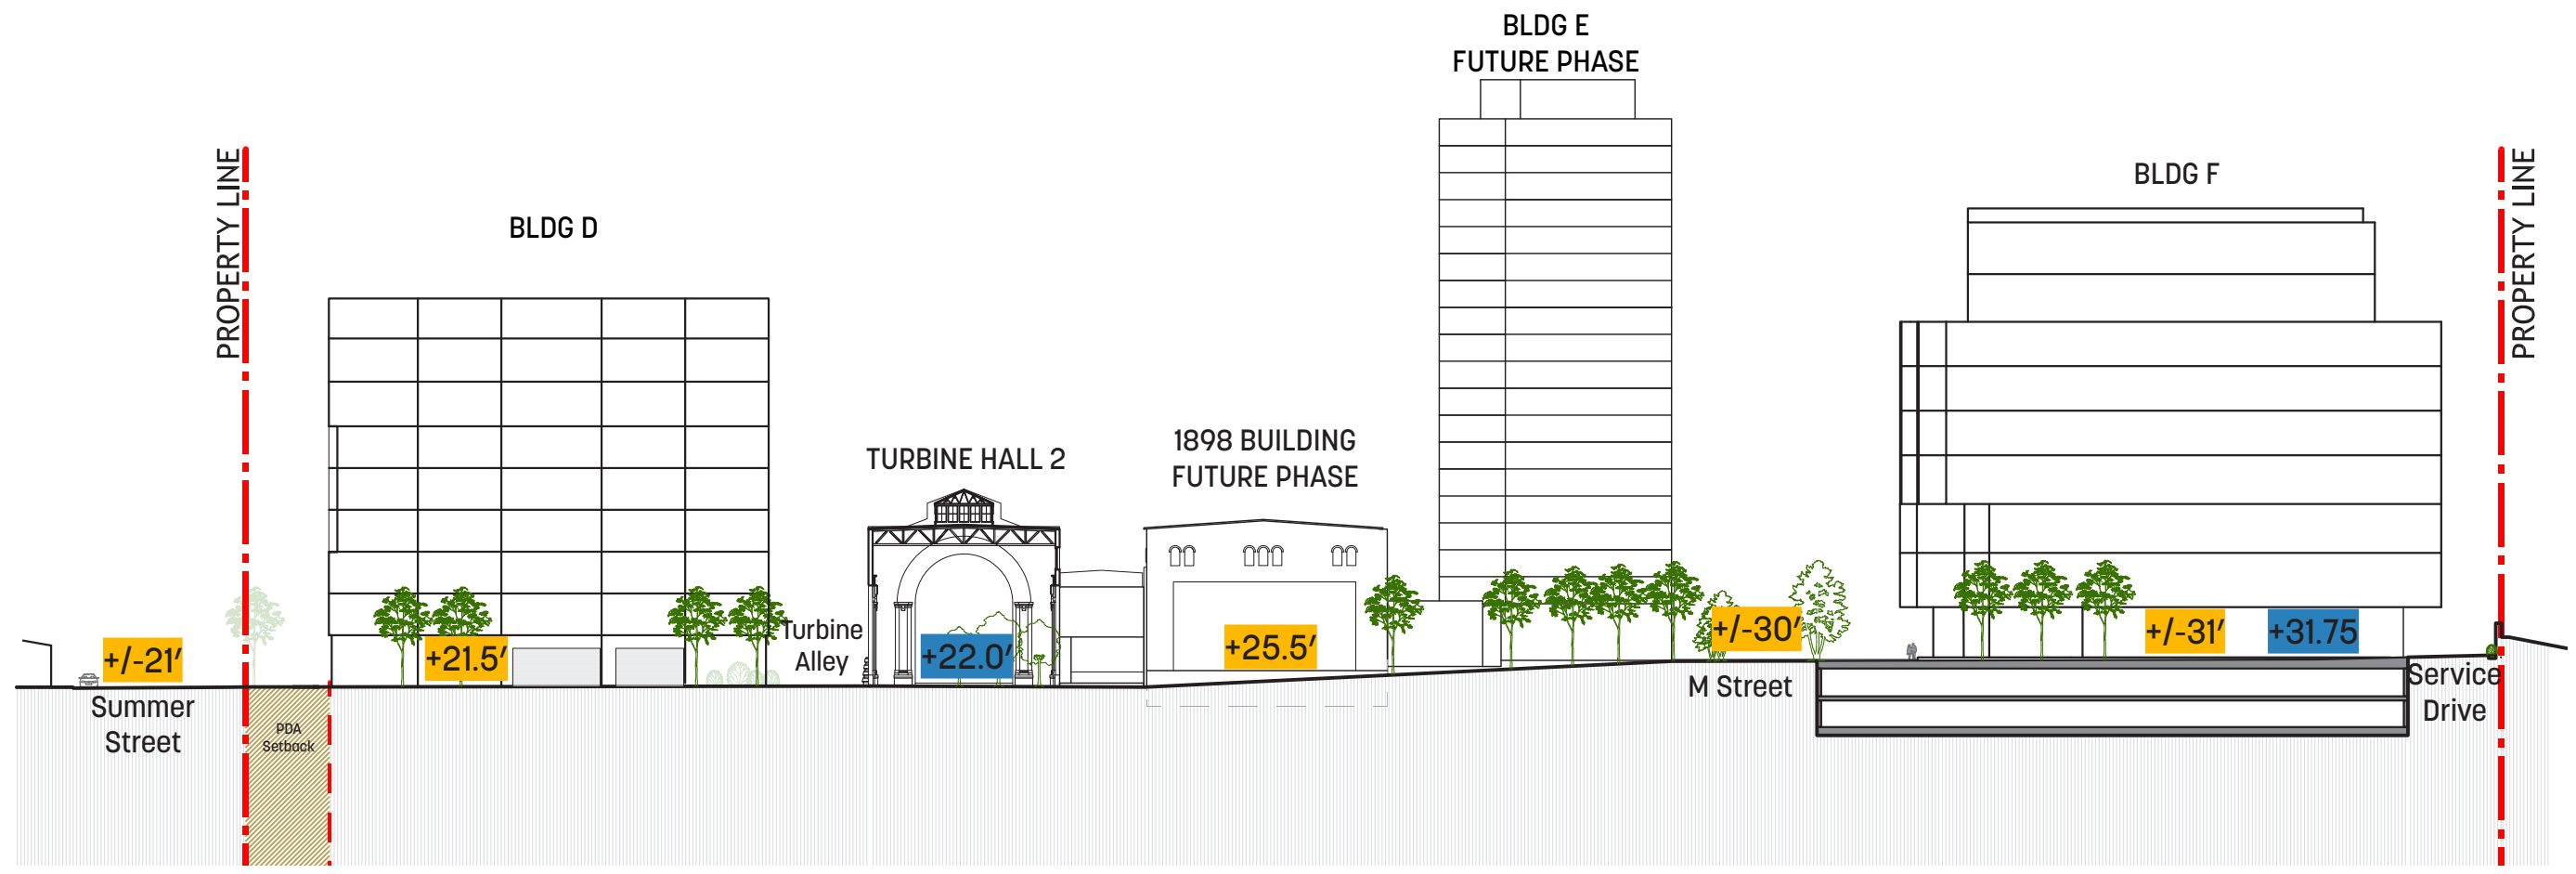 BLDG E
FUTURE PHASE
PROPERTY LINE
BLDG D
BLDG F
PROPERTY LINE
TURBINE HALL 2
1898 BUILDING
FUTURE PHASE
+/-21’
+21.5’
Turbine
Alley
+22.0’
+25.5’
+/-30’
+/-31’
+31.75
Summer
Street
PDA
Setback
M Street
Service
Drive